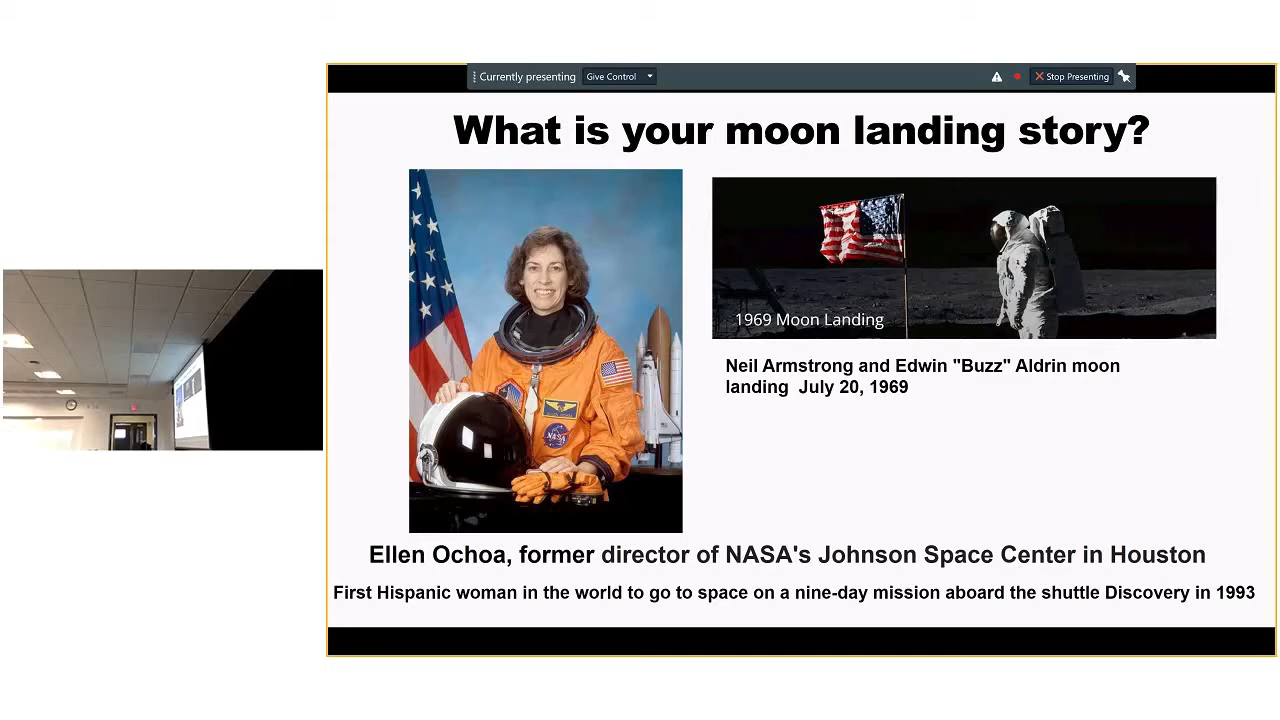 Currently presenting
Give Control
Stop Presenting
What is your moon landing story?
NASA
1969 Moon Landing
Neil Armstrong and Edwin "Buzz" Aldrin moon
landing July 20, 1969
Ellen Ochoa, former director of NASA's Johnson Space Center in Houston
First Hispanic woman in the world to go to space on a nine-day mission aboard the shuttle Discovery in 1993